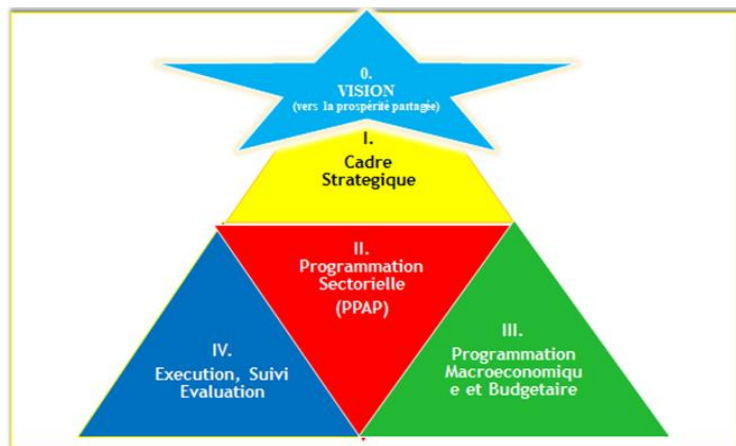 0.
VISION
(vers la prospérité partagée)
I.
Cadre
Strategique
II.
Programmation
Sectorielle
(PPAP)
III.
Programmation
Macroeconomiqu
e et Budgetaire
IV.
Execution, Suivi
Evaluation